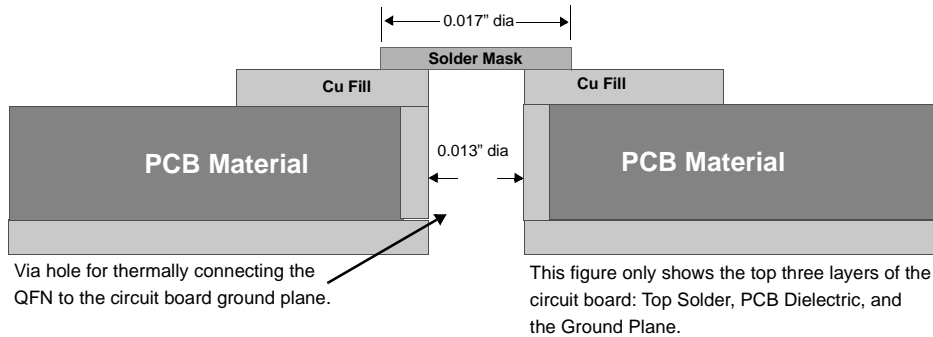 0.017” dia
Solder Mask
Cu Fill
Cu Fill
PCB Material
0.013” dia
PCB Material
Via hole for thermally connecting the
QFN to the circuit board ground plane.
This figure only shows the top three layers of the
circuit board: Top Solder, PCB Dielectric, and
the Ground Plane.